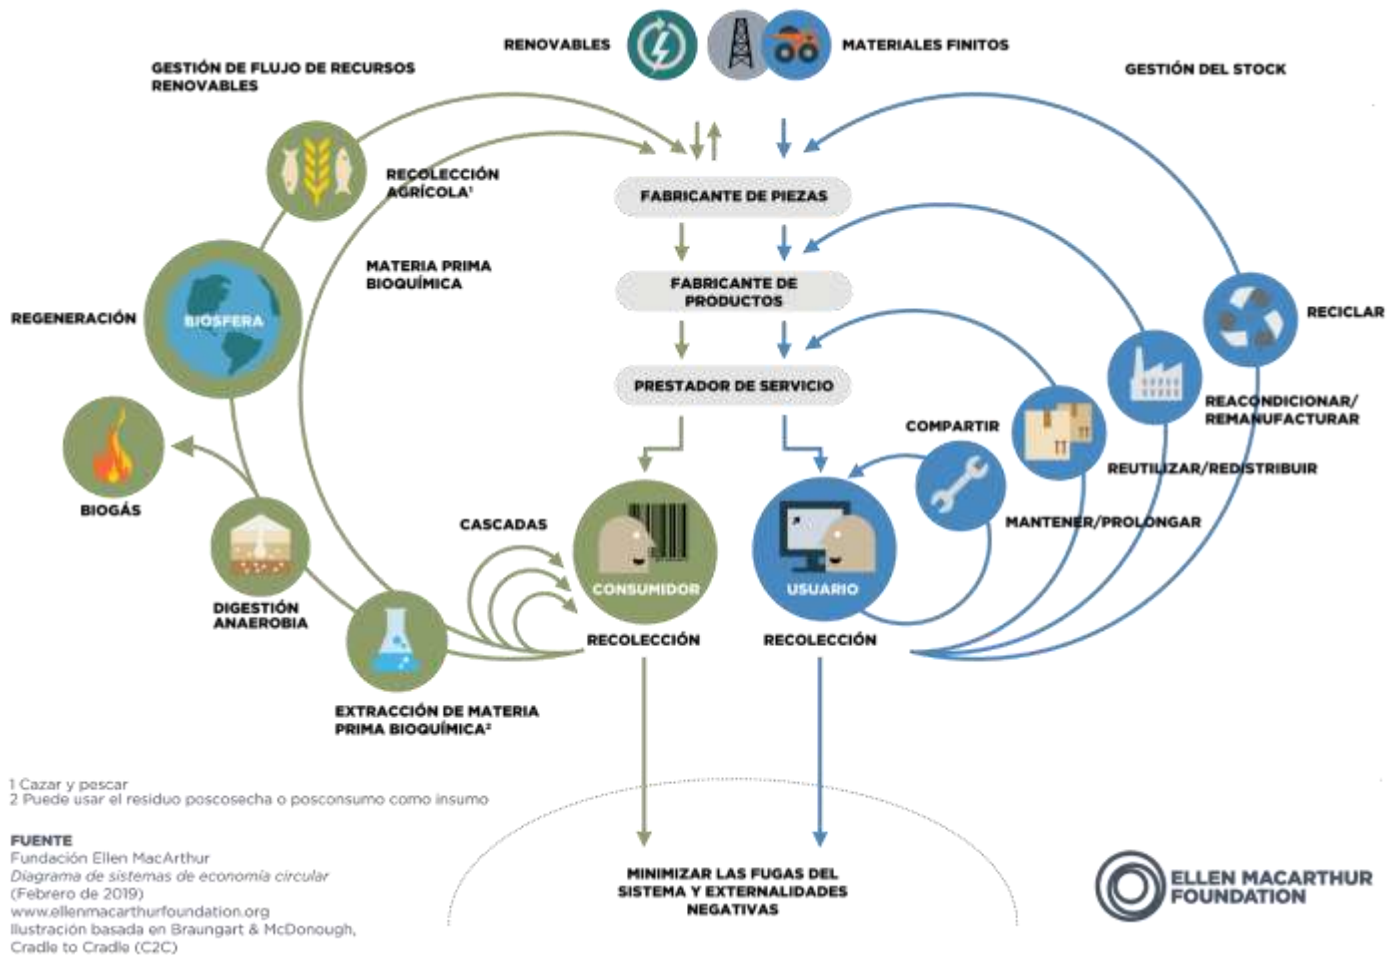 RENOVABLES
MATERIALES FINITOS
GESTIÓN DE FLUJO DE RECURSOS
RENOVABLES
GESTIÓN DEL STOCK
RECOLECCIÓN
AGRÍCOLA¹
FABRICANTE DE PIEZAS
MATERIA PRIMA
BIOQUÍMICA
FABRICANTE DE
PRODUCTOS
REGENERACIÓN
BIOSFERA
RECICLAR
PRESTADOR DE SERVICIO
REACONDICIONAR/
REMANUFACTURAR
COMPARTIR
REUTILIZAR/REDISTRIBUIR
BIOGÁS
CASCADAS
MANTENER/PROLONGAR
CONSUMIDOR
USUARIO
DIGESTIÓN
ANAEROBIA
RECOLECCIÓN
RECOLECCIÓN
EXTRACCIÓN DE MATERIA
PRIMA BIOQUÍMICA²
1 Cazar y pescar
2 Puede usar el residuo poscosecha o posconsumo como insumo
FUENTE
Fundación Ellen MacArthur
Diagrama de sistemas de economía circular
(Febrero de 2019)
www.ellenmacarthurfoundation.org
Ilustración basada en Braungart & McDonough,
Cradle to Cradle (C2C)
MINIMIZAR LAS FUGAS DEL
SISTEMA Y EXTERNALIDADES
NEGATIVAS
ELLEN MACARTHUR
FOUNDATION